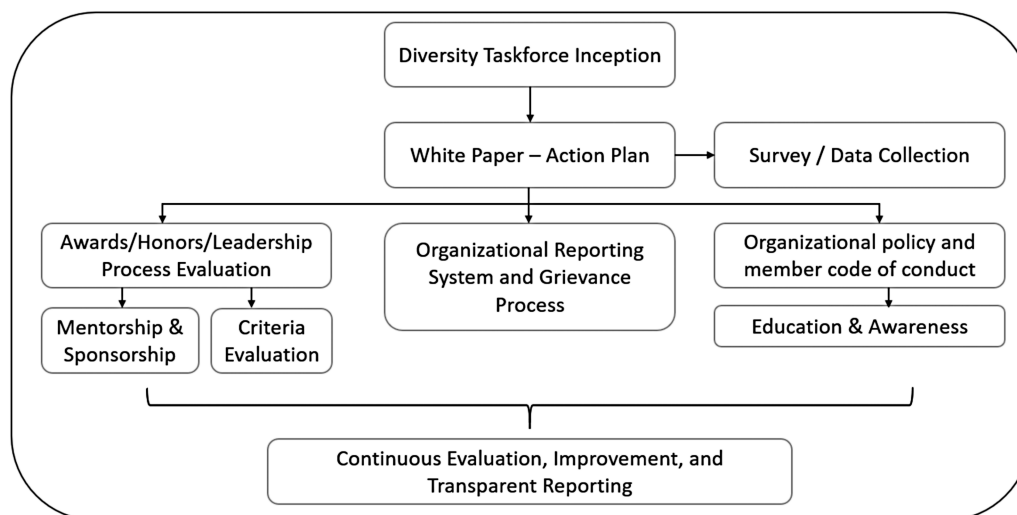 Diversity Taskforce Inception
White Paper – Action Plan
Survey / Data Collection
Awards/Honors/Leadership
Process Evaluation
Organizational Reporting
System and Grievance
Process
Organizational policy and
member code of conduct
Mentorship &
Sponsorship
Criteria
Evaluation
Education & Awareness
Continuous Evaluation, Improvement, and
Transparent Reporting